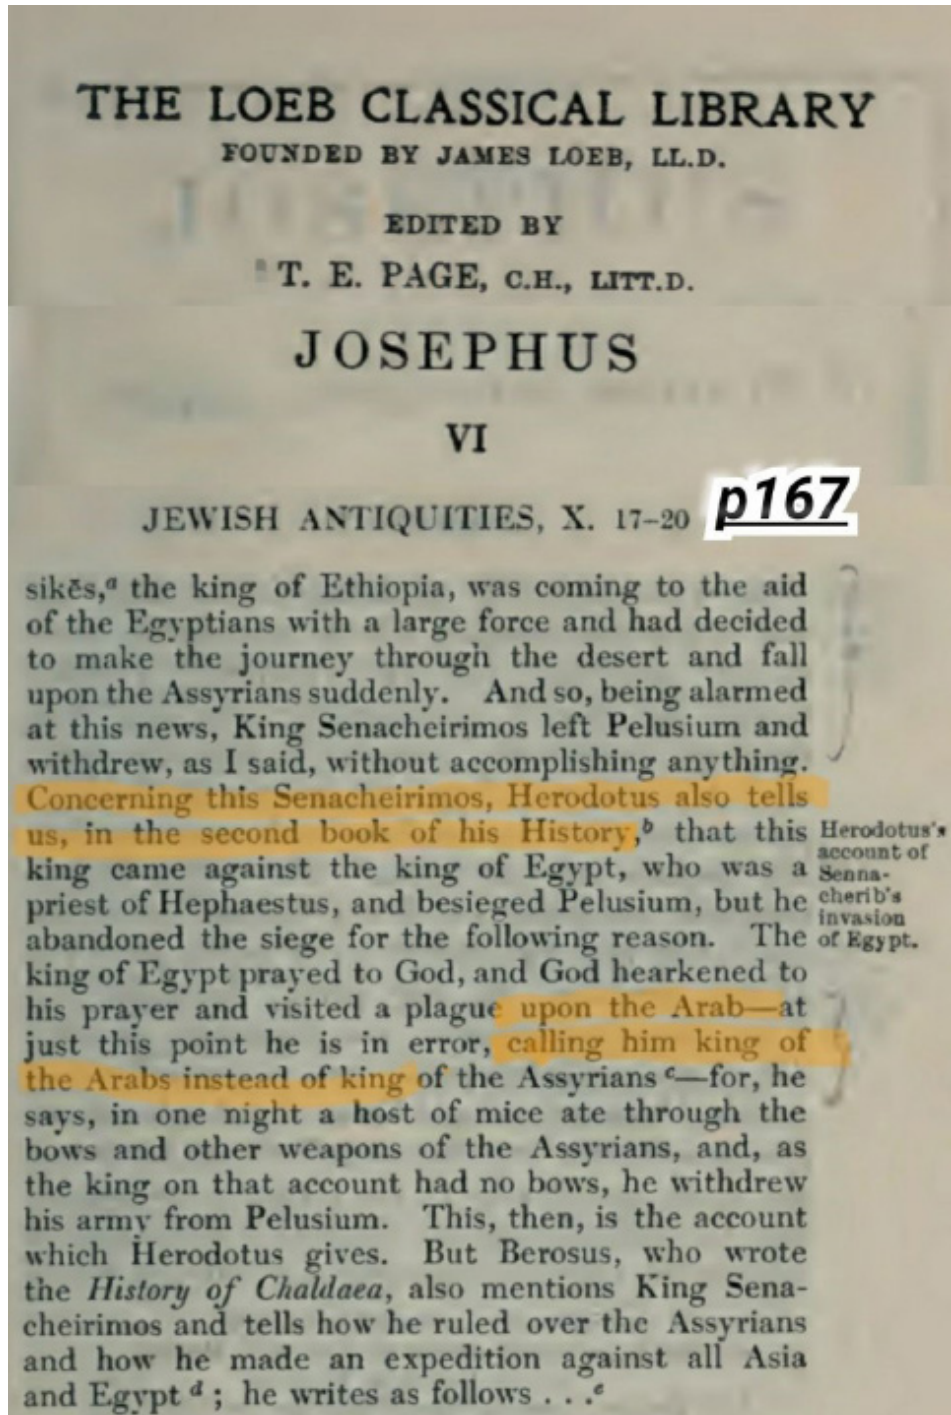 THE LOEB CLASSICAL LIBRARY
FOUNDED BY JAMES LOEB, LL.D.
EDITED BY
T. E. PAGE, C.H., LITT.D.
JOSEPHUS
VI
JEWISH ANTIQUITIES, X. 17–20
p167
sikēs,ᵃ the king of Ethiopia, was coming to the aid
of the Egyptians with a large force and had decided
to make the journey through the desert and fall
upon the Assyrians suddenly. And so, being alarmed
at this news, King Senacheirimos left Pelusium and
withdrew, as I said, without accomplishing anything.
Concerning this Senacheirimos, Herodotus also tells
us, in the second book of his History,ᵇ that this
king came against the king of Egypt, who was a
priest of Hephaestus, and besieged Pelusium, but he
abandoned the siege for the following reason. The
king of Egypt prayed to God, and God hearkened to
his prayer and visited a plague upon the Arab—at
just this point he is in error, calling him king of
the Arabs instead of king of the Assyrians ᶜ—for, he
says, in one night a host of mice ate through the
bows and other weapons of the Assyrians, and, as
the king on that account had no bows, he withdrew
his army from Pelusium. This, then, is the account
which Herodotus gives. But Berosus, who wrote
the History of Chaldaea, also mentions King Sena-
cheirimos and tells how he ruled over the Assyrians
and how he made an expedition against all Asia
and Egypt ᵈ ; he writes as follows . . .ᵉ
Herodotus's
account of
Senna-
cherib's
invasion
of Egypt.